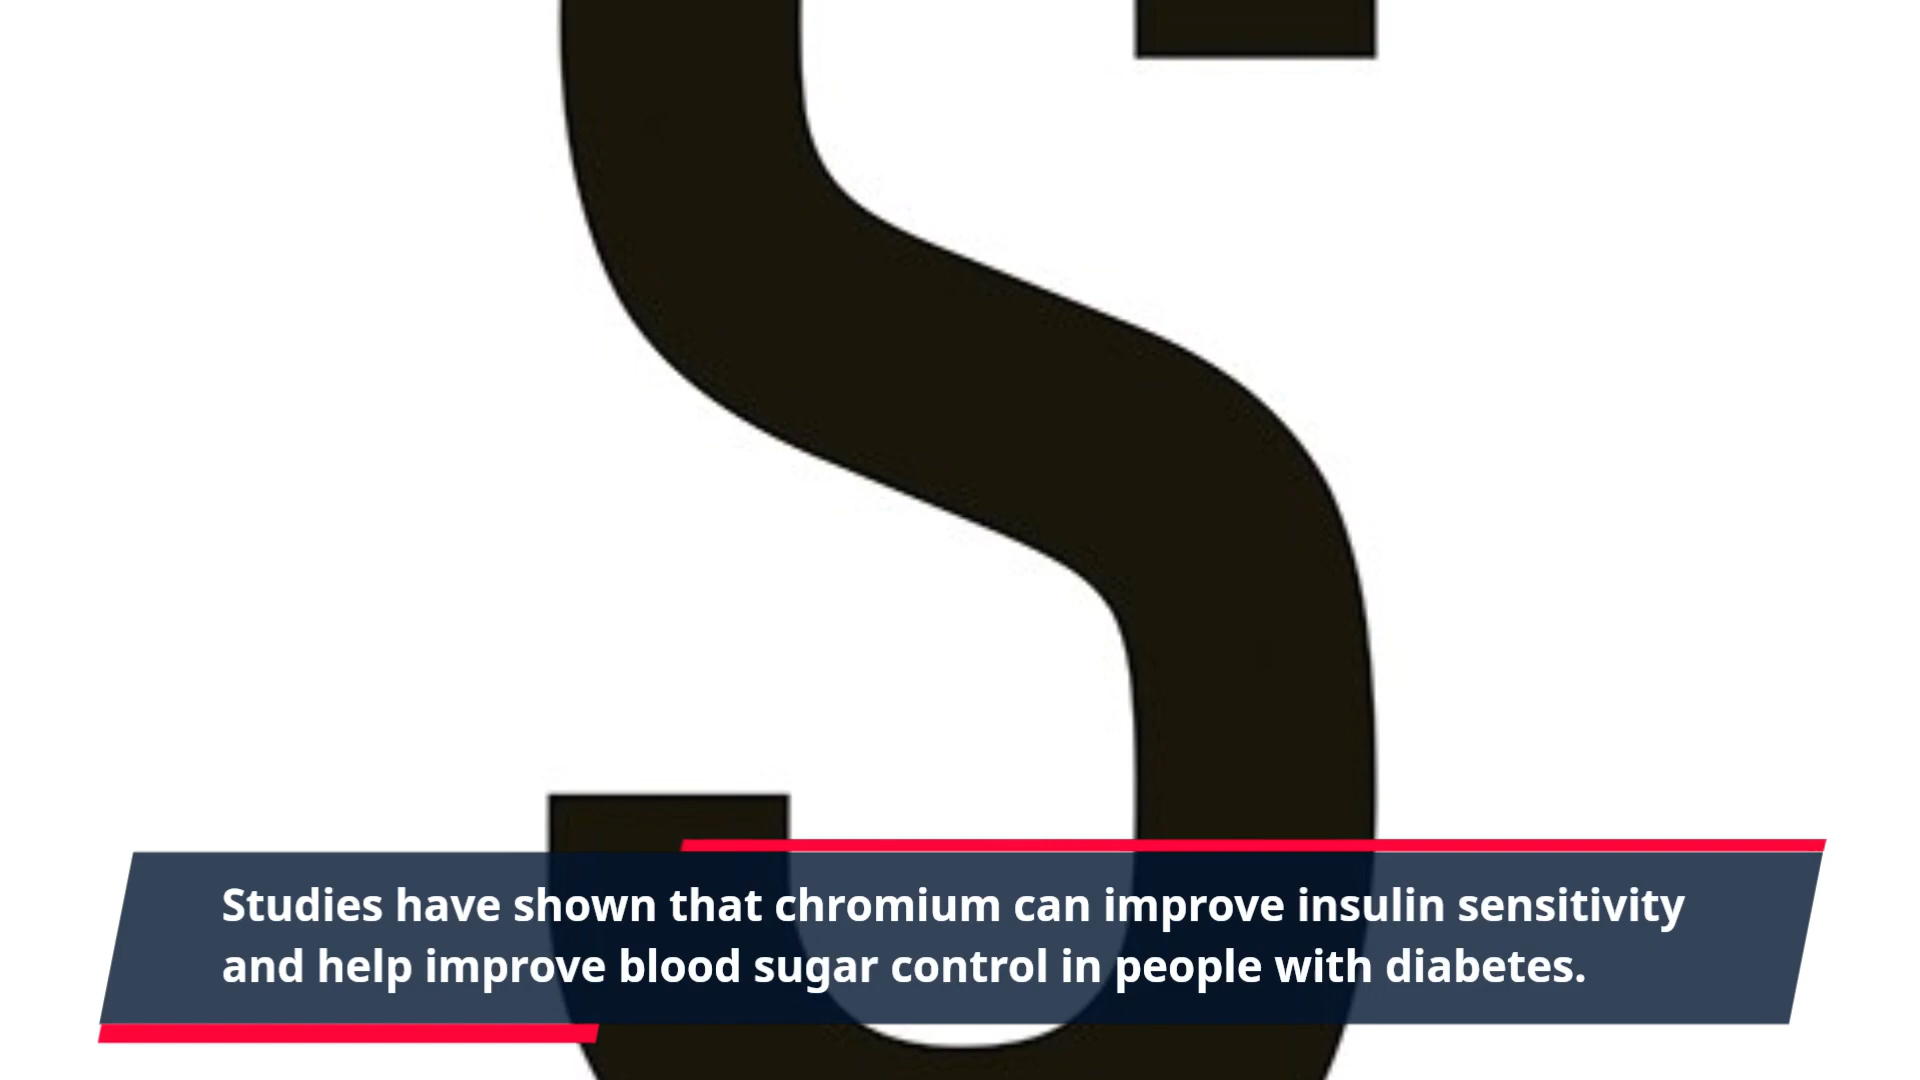 S
Studies have shown that chromium can improve insulin sensitivity
and help improve blood sugar control in people with diabetes.